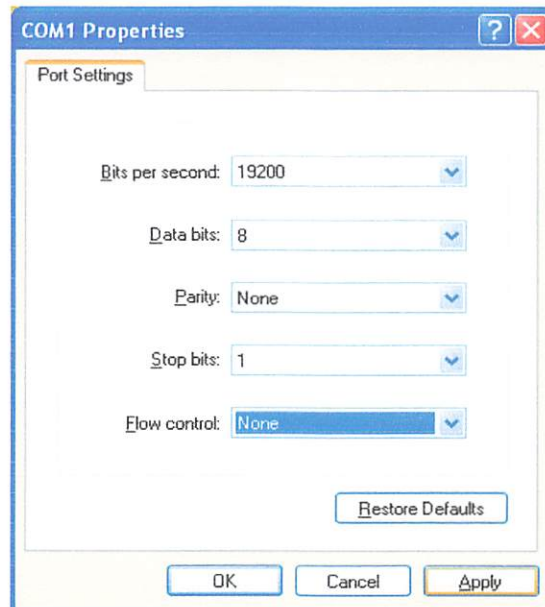 COM1 Properties
Port Settings
Bits per second: 19200
Data bits: 8
Parity: None
Stop bits: 1
Flow control: None
Restore Defaults
OK Cancel Apply